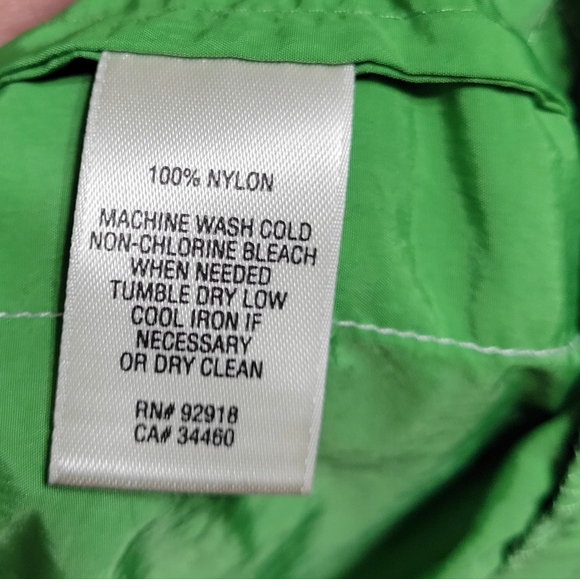 100% NYLON
MACHINE WASH COLD
NON-CHLORINE BLEACH
WHEN NEEDED
TUMBLE DRY LOW
COOL IRON IF
NECESSARY
OR DRY CLEAN
RN# 92918
CA# 34460